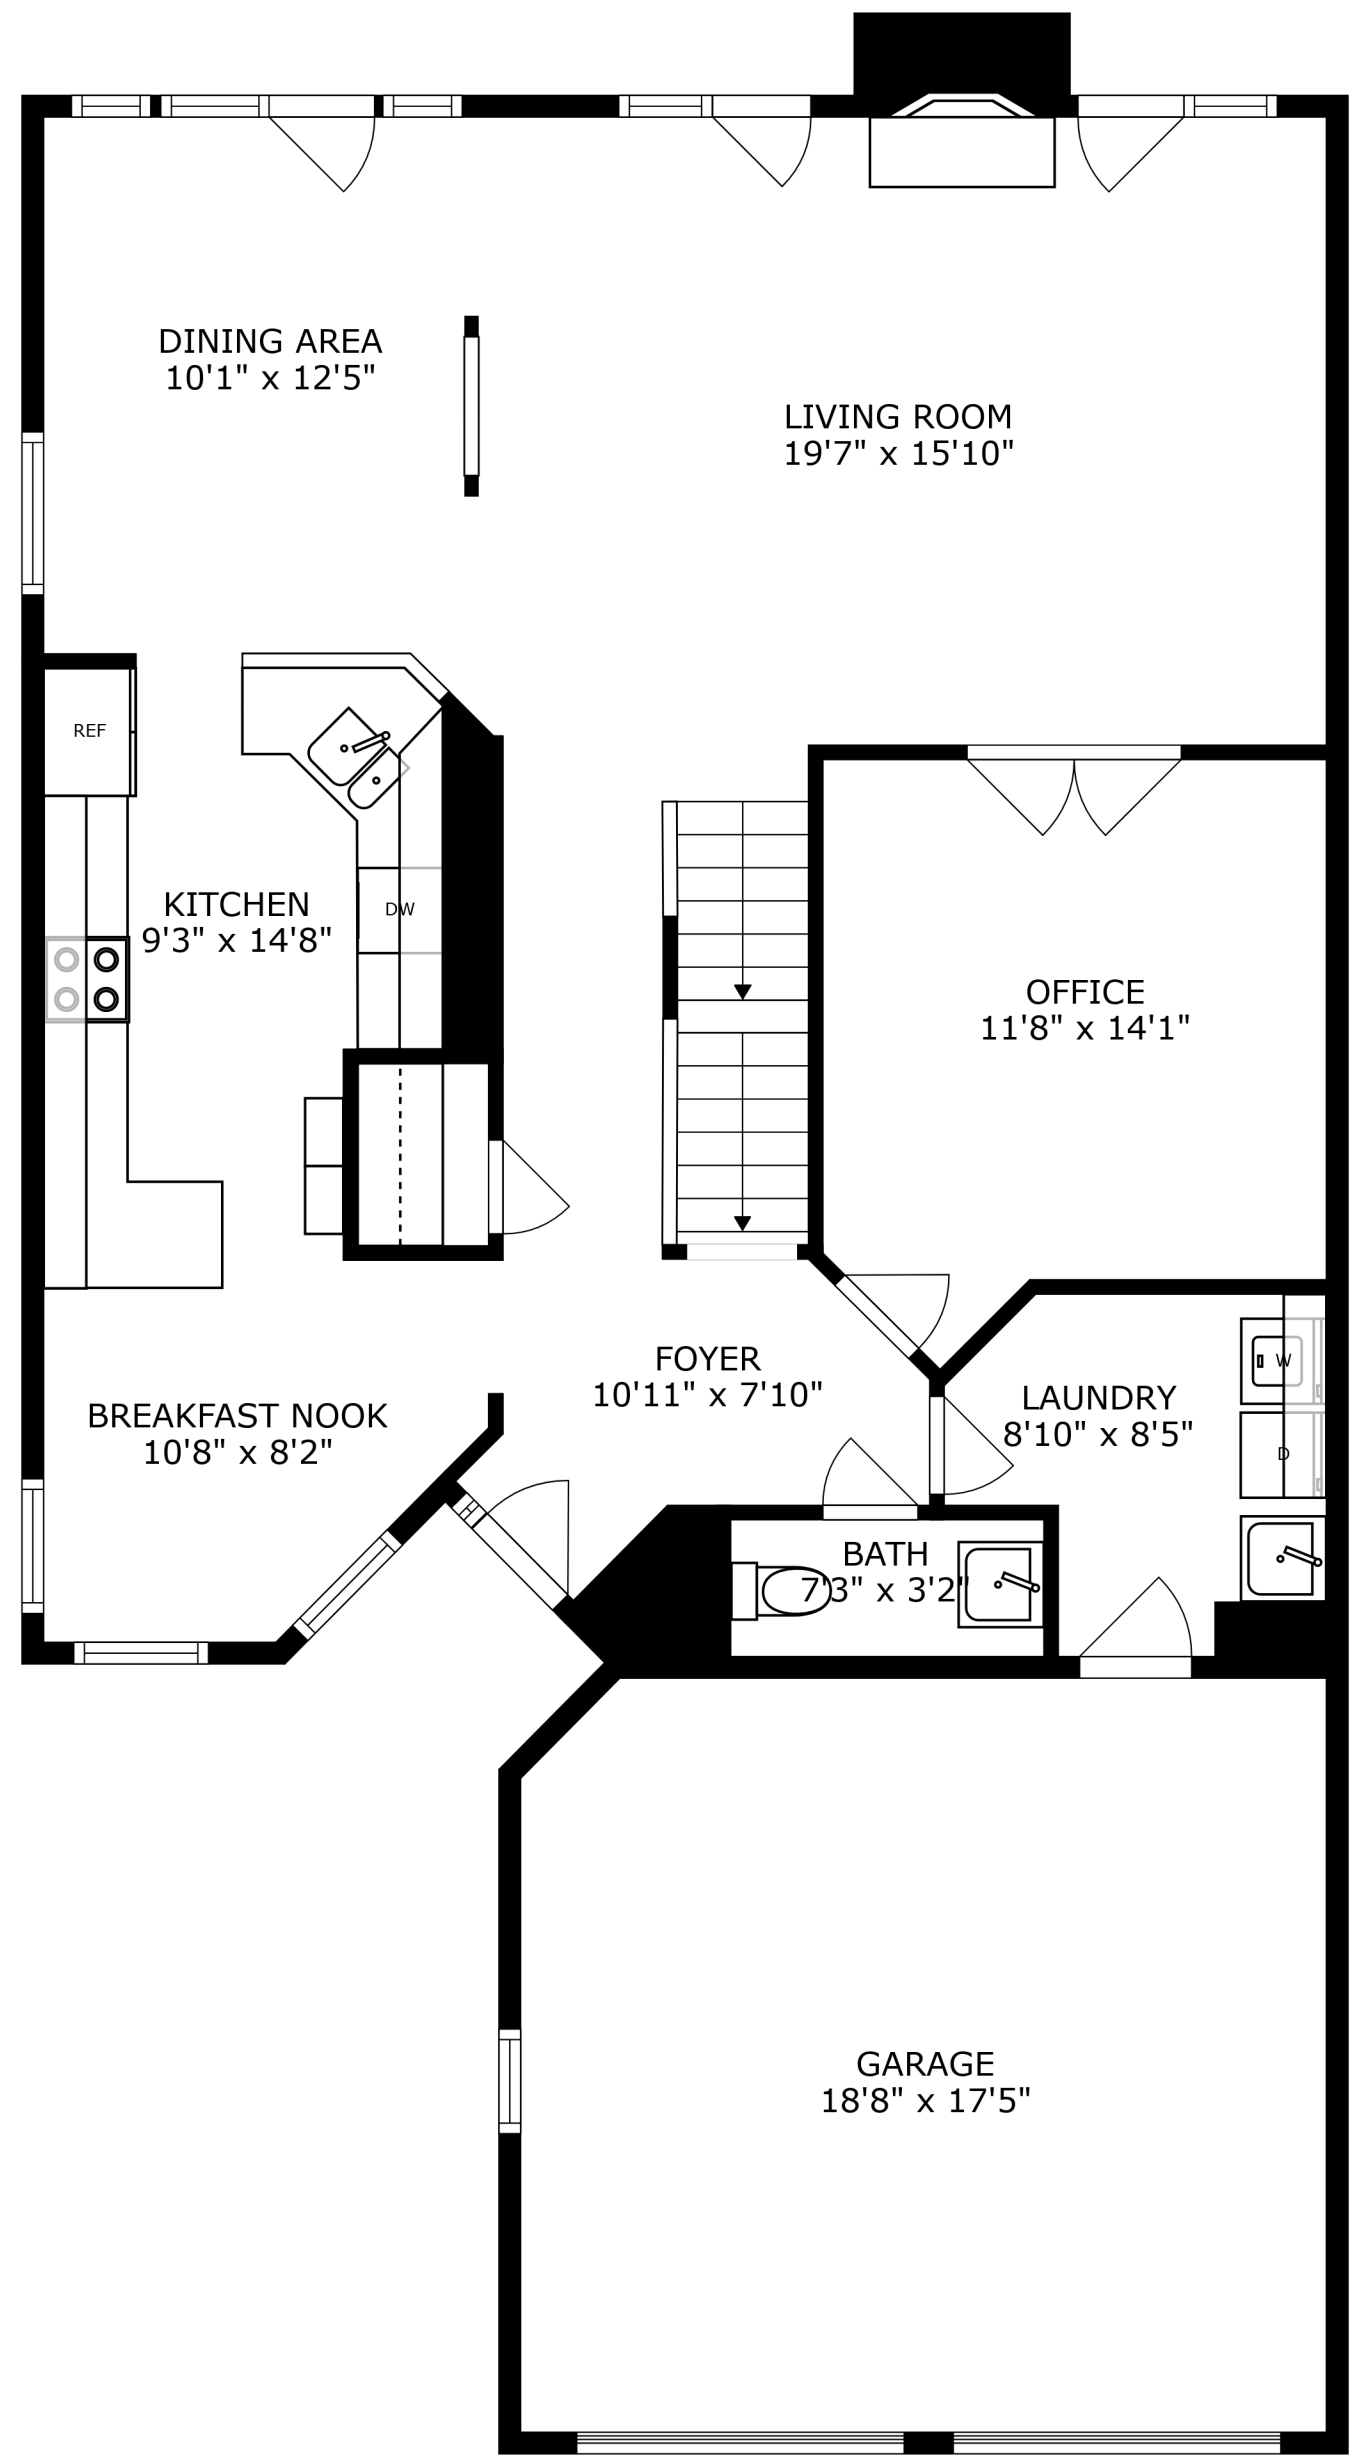 DINING AREA
10'1" x 12'5"
LIVING ROOM
19'7" x 15'10"
REF
KITCHEN
9'3" x 14'8"
DW
OFFICE
11'8" x 14'1"
FOYER
10'11" x 7'10"
W
LAUNDRY
8'10" x 8'5"
D
BREAKFAST NOOK
10'8" x 8'2"
BATH
7'3" x 3'2"
GARAGE
18'8" x 17'5"